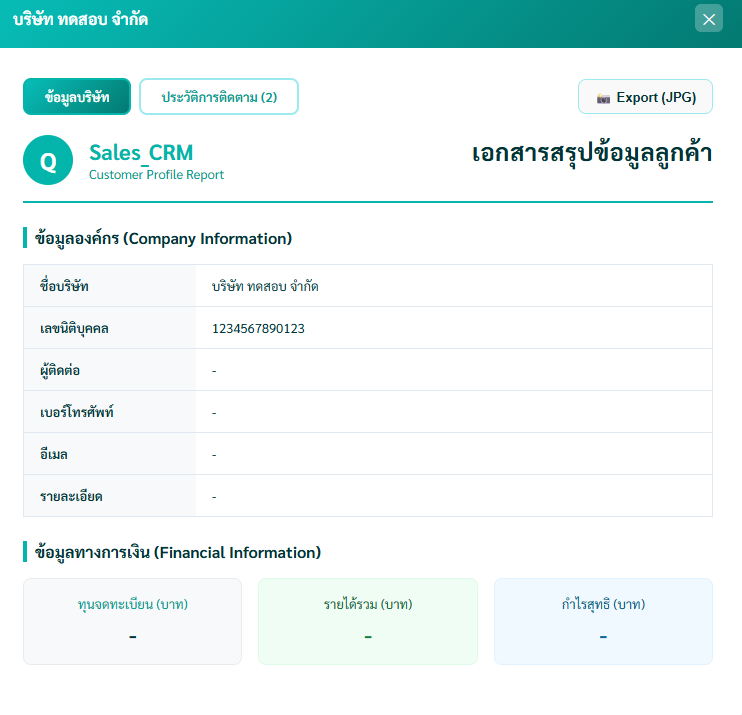 บริษัท ทดสอบ จำกัด
ข้อมูลบริษัท
ประวัติการติดตาม (2)
Export (JPG)
Q
Sales_CRM
Customer Profile Report
เอกสารสรุปข้อมูลลูกค้า
ข้อมูลองค์กร (Company Information)
ชื่อบริษัท บริษัท ทดสอบ จำกัด
เลขนิติบุคคล 1234567890123
ผู้ติดต่อ -
เบอร์โทรศัพท์ -
อีเมล -
รายละเอียด -
ข้อมูลทางการเงิน (Financial Information)
ทุนจดทะเบียน (บาท)
-
รายได้รวม (บาท)
-
กำไรสุทธิ (บาท)
-